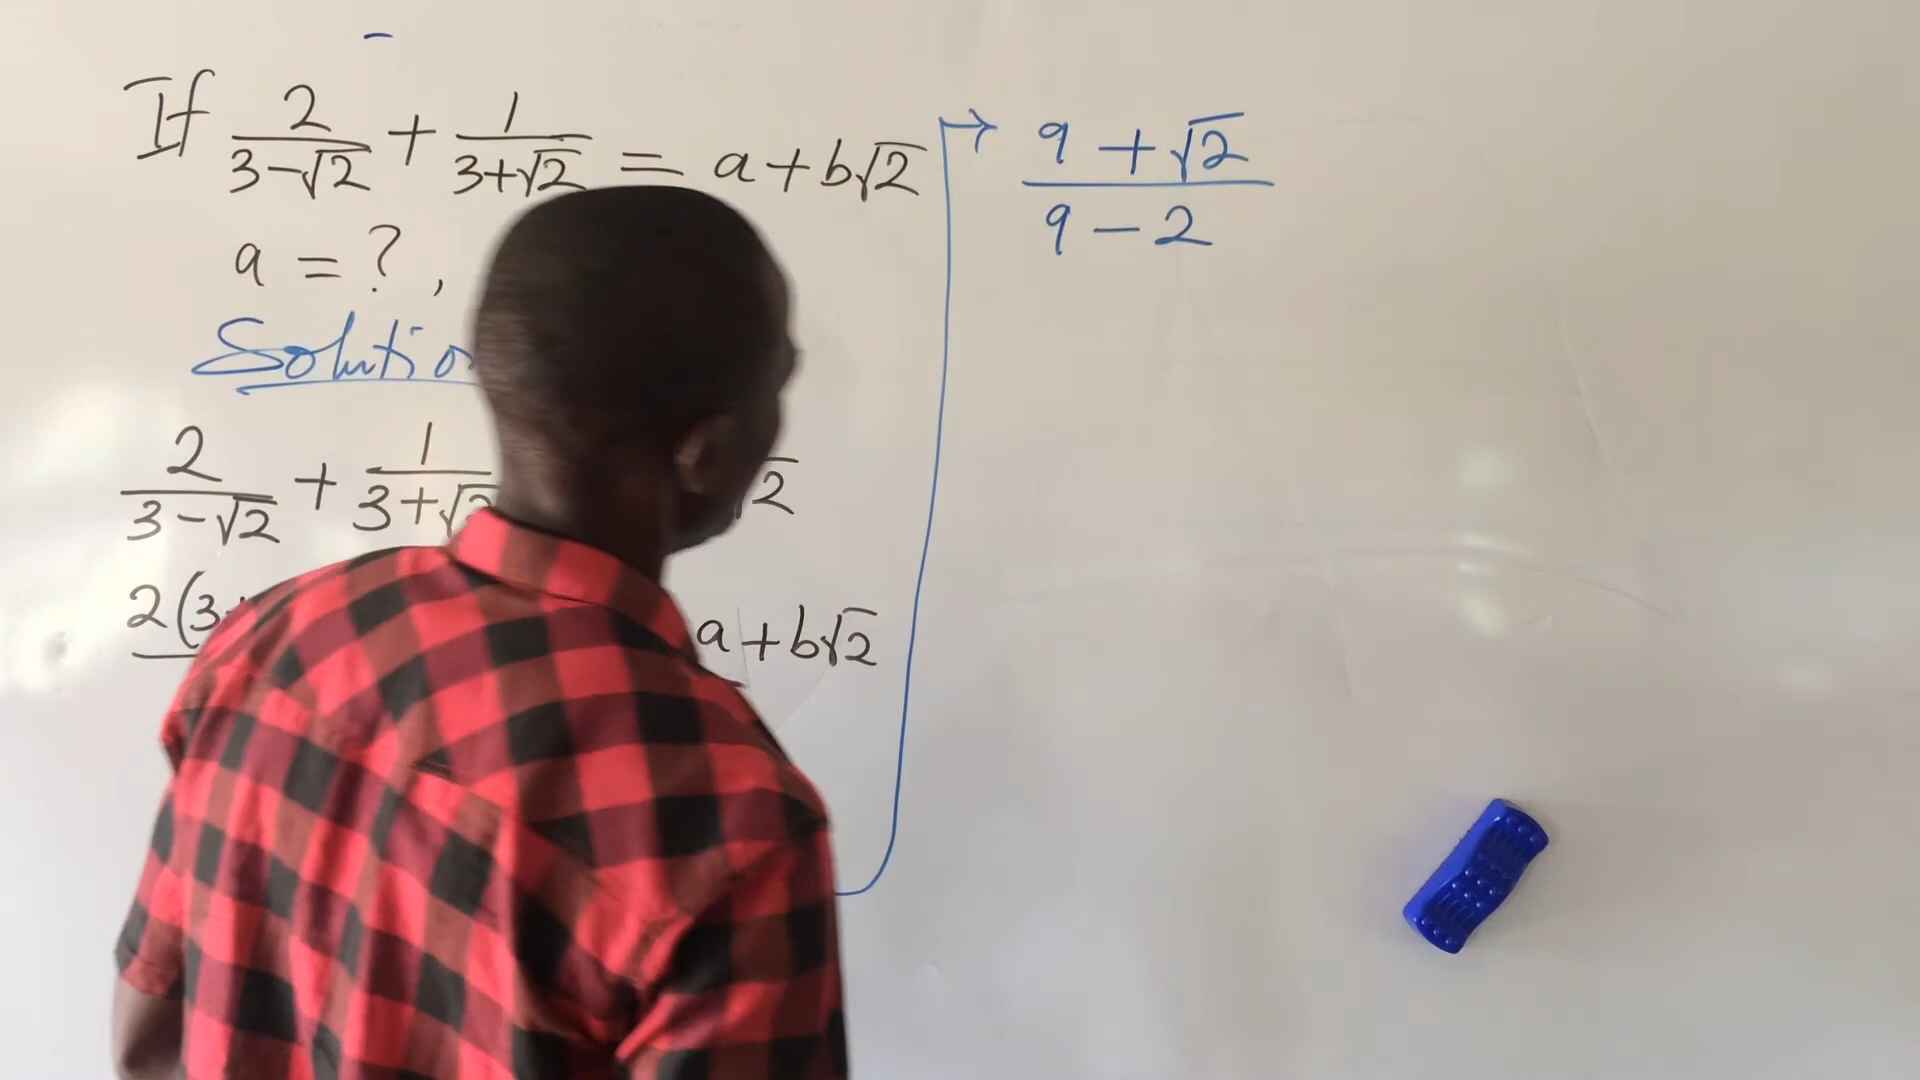 If 2/(3-√2) + 1/(3+√2) = a+b√2
a = ? ,
Solutio
2/(3-√2) + 1/(3+√2 √2
2(3+ a+b√2
→ (9+√2)/(9-2)